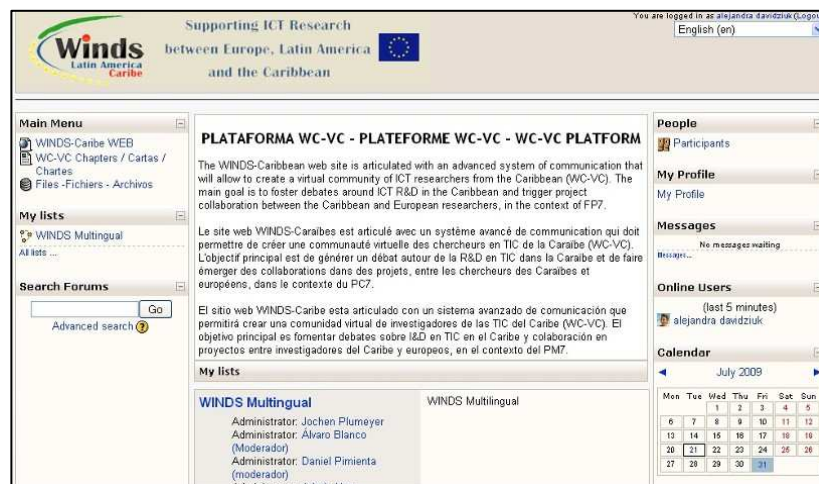 Winds
Latin America
Caribe
Supporting ICT Research
between Europe, Latin America
and the Caribbean
You are logged in as alejandra davidziuk (Logou
English (en)
Main Menu
WINDS-Caribe WEB
WC-VC Chapters / Cartas /
Chartes
Files -Fichiers - Archivos
My lists
WINDS Multingual
All lists ...
Search Forums
Go
Advanced search
PLATAFORMA WC-VC - PLATEFORME WC-VC - WC-VC PLATFORM
The WINDS-Caribbean web site is articulated with an advanced system of communication that
will allow to create a virtual community of ICT researchers from the Caribbean (WC-VC). The
main goal is to foster debates around ICT R&D in the Caribbean and trigger project
collaboration between the Caribbean and European researchers, in the context of FP7.
Le site web WINDS-Caraïbes est articulé avec un système avancé de communication qui doit
permettre de créer une communauté virtuelle des chercheurs en TIC de la Caraïbe (WC-VC).
L'objectif principal est de générer un débat autour de la R&D en TIC dans la Caraïbe et de faire
émerger des collaborations dans des projets, entre les chercheurs des Caraïbes et
européens, dans le contexte du PC7.
El sitio web WINDS-Caribe esta articulado con un sistema avanzado de comunicación que
permitirá crear una comunidad virtual de investigadores de las TIC del Caribe (WC-VC). El
objetivo principal es fomentar debates sobre I&D en TIC en el Caribe y colaboración en
proyectos entre investigadores del Caribe y europeos, en el contexto del PM7.
My lists
WINDS Multingual
Administrator: Jochen Plumeyer
Administrator: Álvaro Blanco
(Moderador)
Administrator: Daniel Pimienta
(moderador)
WINDS Multilingual
People
Participants
My Profile
My Profile
Messages
No messages waiting
Messages...
Online Users
(last 5 minutes)
alejandra davidziuk
Calendar
July 2009
Mon Tue Wed Thu Fri Sat Sun
1 2 3 4 5
6 7 8 9 10 11 12
13 14 15 16 17 18 19
20 21 22 23 24 25 26
27 28 29 30 31